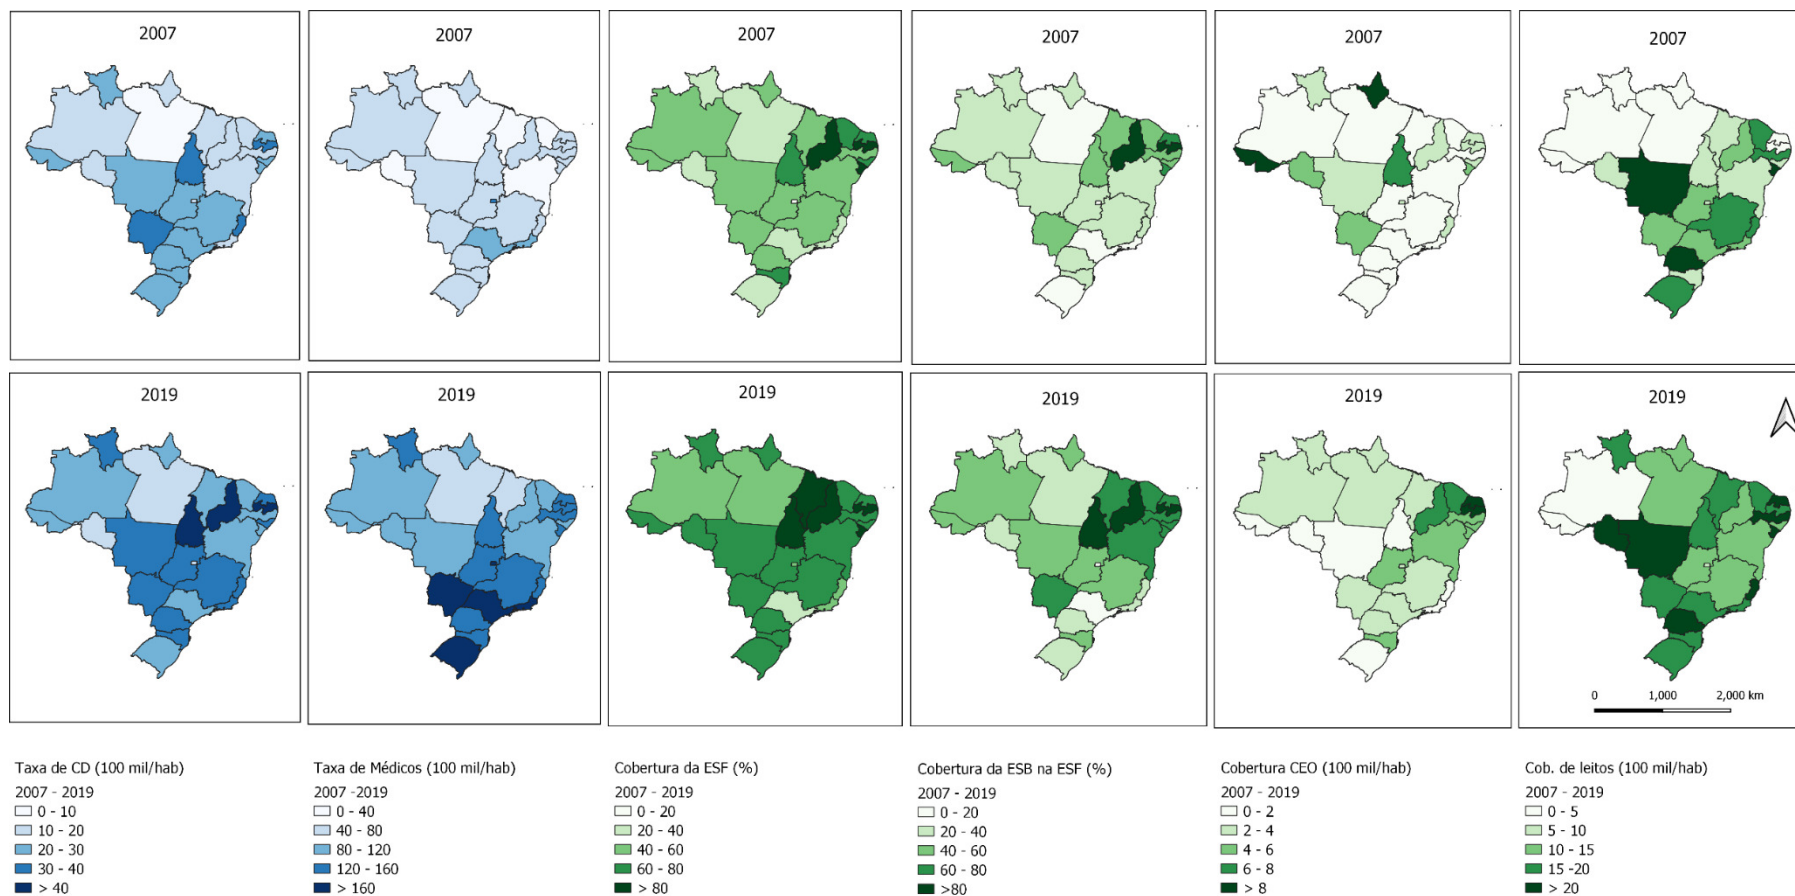 2007
2007
2007
2007
2007
2007
2019
2019
2019
2019
2019
2019
0 1,000 2,000 km
Taxa de CD (100 mil/hab)
2007 - 2019
0 - 10
10 - 20
20 - 30
30 - 40
> 40
Taxa de Médicos (100 mil/hab)
2007 -2019
0 - 40
40 - 80
80 - 120
120 - 160
> 160
Cobertura da ESF (%)
2007 - 2019
0 - 20
20 - 40
40 - 60
60 - 80
> 80
Cobertura da ESB na ESF (%)
2007 - 2019
0 - 20
20 - 40
40 - 60
60 - 80
>80
Cobertura CEO (100 mil/hab)
2007 - 2019
0 - 2
2 - 4
4 - 6
6 - 8
> 8
Cob. de leitos (100 mil/hab)
2007 - 2019
0 - 5
5 - 10
10 - 15
15 -20
> 20